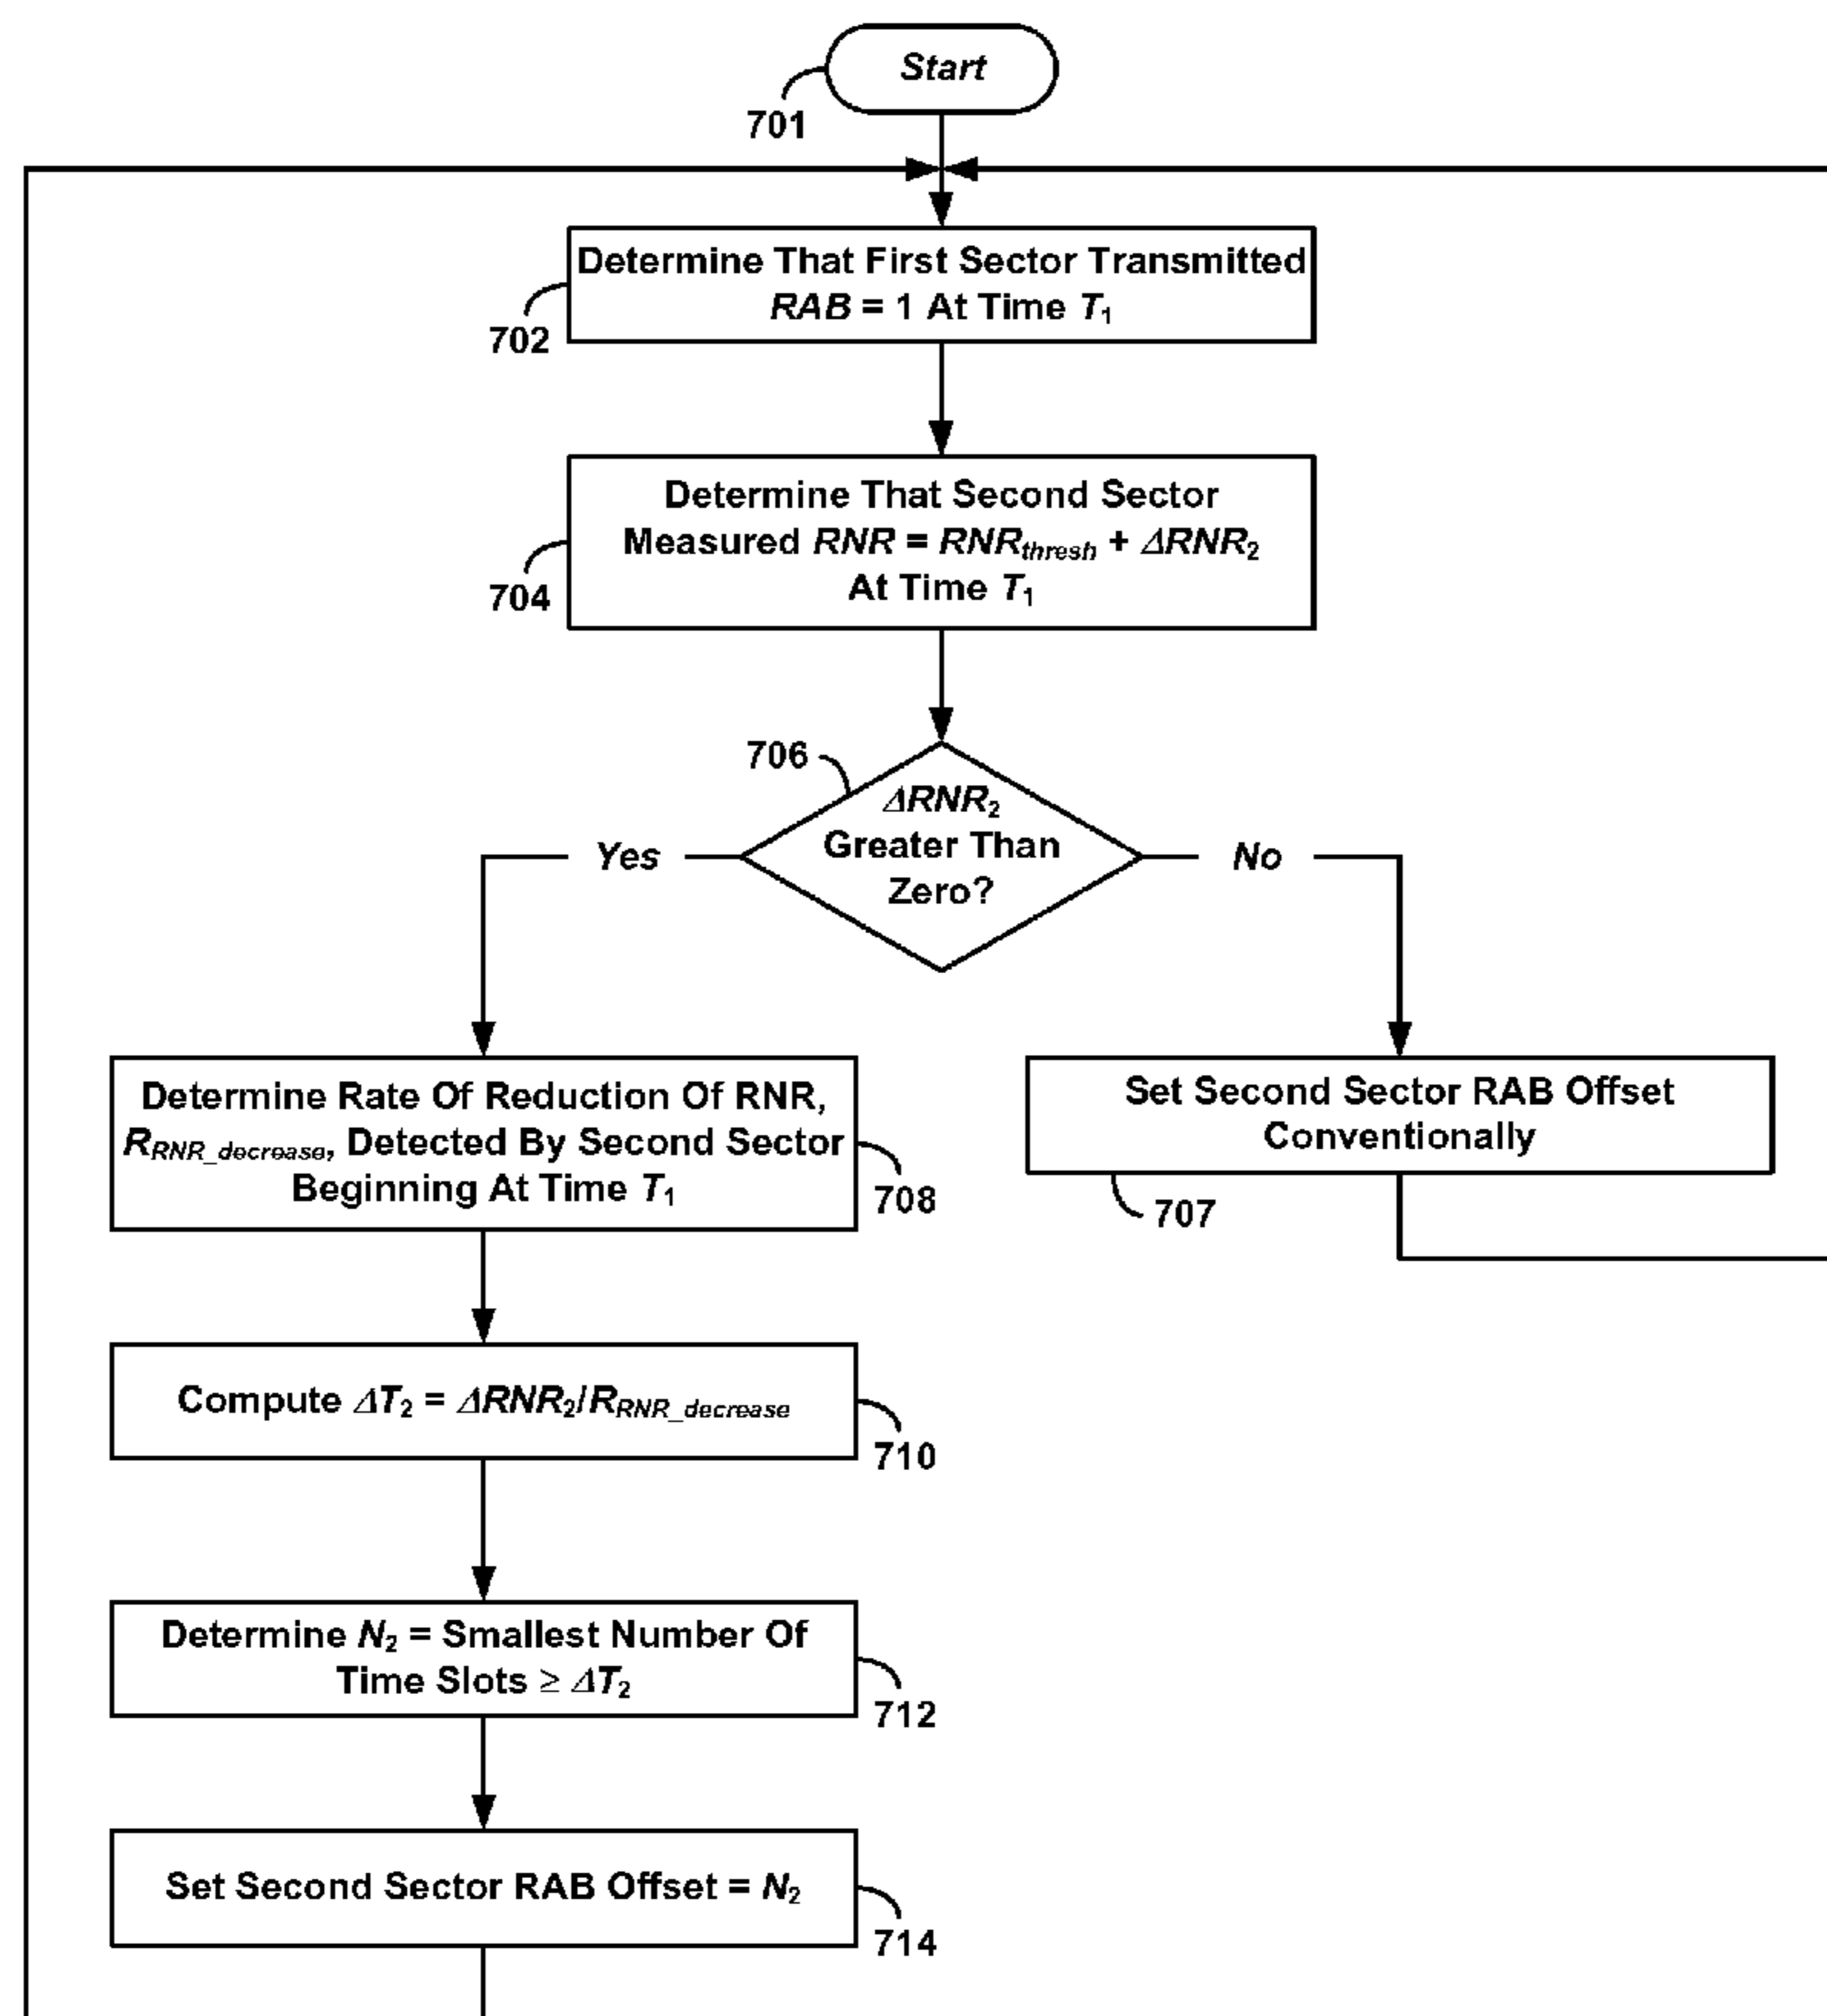 Start
701
Determine That First Sector Transmitted
RAB = 1 At Time T₁
702
Determine That Second Sector
Measured RNR = RNRthresh + ΔRNR₂
At Time T₁
704
706
ΔRNR₂
Greater Than
Zero?
Yes
No
Determine Rate Of Reduction Of RNR,
RRNR_decrease, Detected By Second Sector
Beginning At Time T₁
708
Set Second Sector RAB Offset
Conventionally
707
Compute ΔT₂ = ΔRNR₂/RRNR_decrease
710
Determine N₂ = Smallest Number Of
Time Slots ≥ ΔT₂
712
Set Second Sector RAB Offset = N₂
714